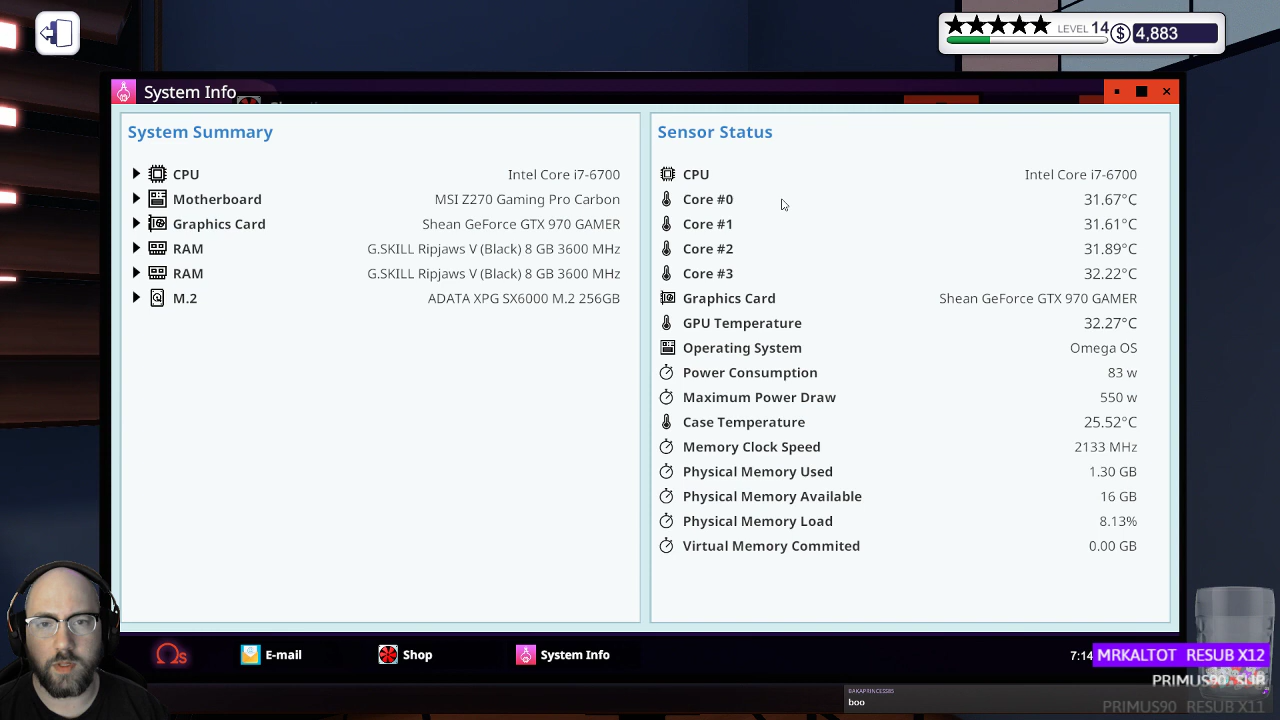 LEVEL 14 $ 4,883
System Info
System Summary
CPU Intel Core i7-6700
Motherboard MSI Z270 Gaming Pro Carbon
Graphics Card Shean GeForce GTX 970 GAMER
RAM G.SKILL Ripjaws V (Black) 8 GB 3600 MHz
RAM G.SKILL Ripjaws V (Black) 8 GB 3600 MHz
M.2 ADATA XPG SX6000 M.2 256GB
Sensor Status
CPU Intel Core i7-6700
Core #0 31.67°C
Core #1 31.61°C
Core #2 31.89°C
Core #3 32.22°C
Graphics Card Shean GeForce GTX 970 GAMER
GPU Temperature 32.27°C
Operating System Omega OS
Power Consumption 83 w
Maximum Power Draw 550 w
Case Temperature 25.52°C
Memory Clock Speed 2133 MHz
Physical Memory Used 1.30 GB
Physical Memory Available 16 GB
Physical Memory Load 8.13%
Virtual Memory Commited 0.00 GB
Ωs E-mail Shop System Info 7:14
MRKALTOT RESUB X12
PRIMUS90 SUB
PRIMUS90 RESUB X11
BAKAPRINCESS85
boo